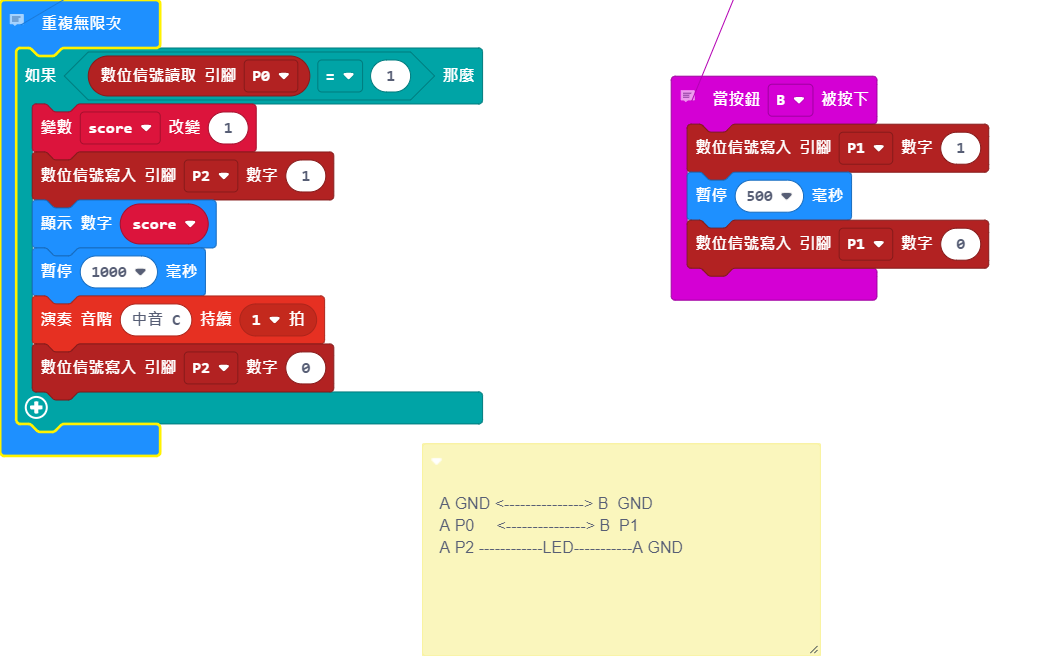 重複無限次
如果 數位信號讀取 引腳 P0 = 1 那麼
變數 score 改變 1
數位信號寫入 引腳 P2 數字 1
顯示 數字 score
暫停 1000 毫秒
演奏 音階 中音 C 持續 1 拍
數位信號寫入 引腳 P2 數字 0
當按鈕 B 被按下
數位信號寫入 引腳 P1 數字 1
暫停 500 毫秒
數位信號寫入 引腳 P1 數字 0
A GND <---------------> B  GND
A P0     <---------------> B  P1
A P2 ------------LED-----------A GND